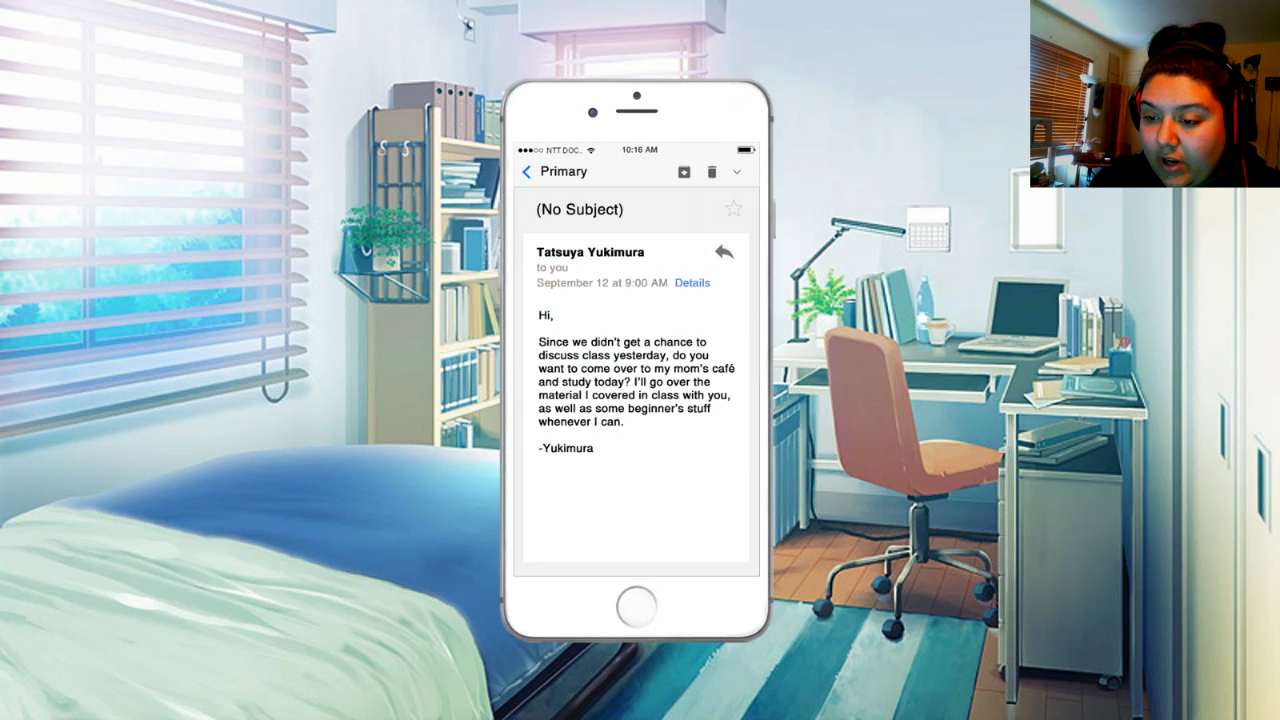 NTT DOC.. 10:16 AM
Primary
(No Subject)
Tatsuya Yukimura
to you
September 12 at 9:00 AM Details
Hi,
Since we didn't get a chance to
discuss class yesterday, do you
want to come over to my mom's café
and study today? I'll go over the
material I covered in class with you,
as well as some beginner's stuff
whenever I can.
-Yukimura